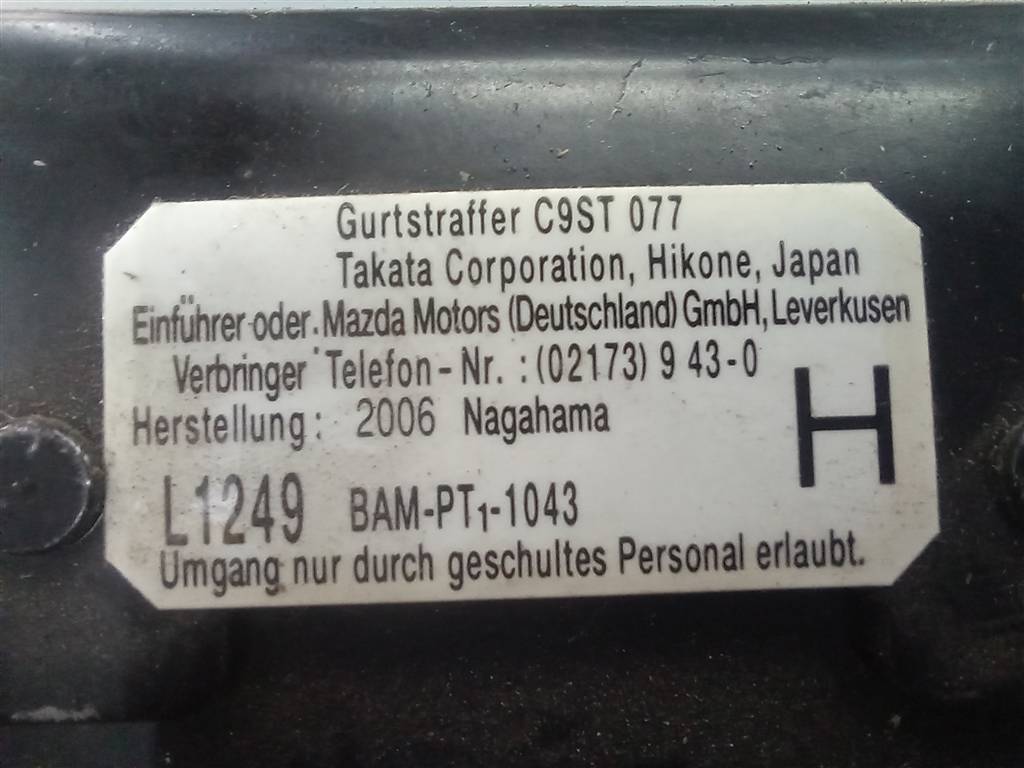 Gurtstraffer C9ST 077
Takata Corporation, Hikone, Japan
Einführer oder. Mazda Motors (Deutschland) GmbH, Leverkusen
Verbringer Telefon-Nr. : (02173) 9 43-0
Herstellung: 2006 Nagahama
H
L1249 BAM-PT1-1043
Umgang nur durch geschultes Personal erlaubt.